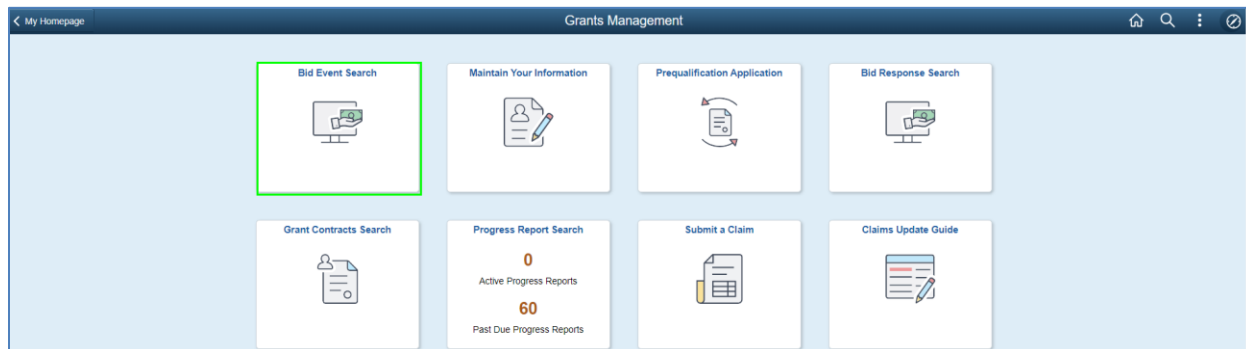 My Homepage
Grants Management
Bid Event Search
Maintain Your Information
Prequalification Application
Bid Response Search
Grant Contracts Search
Progress Report Search
0
Active Progress Reports
60
Past Due Progress Reports
Submit a Claim
Claims Update Guide